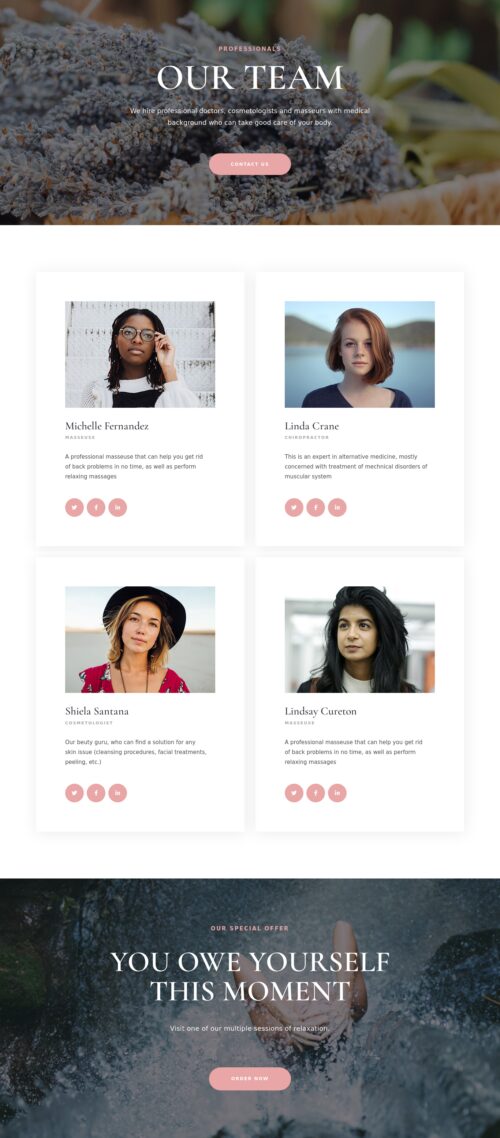 PROFESSIONALS
OUR TEAM
We hire professional doctors, cosmetologists and masseurs with medical
background who can take good care of your body.
CONTACT US
Michelle Fernandez
MASSEUSE
A professional masseuse that can help you get rid
of back problems in no time, as well as perform
relaxing massages
Linda Crane
CHIROPRACTOR
This is an expert in alternative medicine, mostly
concerned with treatment of mechnical disorders of
muscular system
Shiela Santana
COSMETOLOGIST
Our beuty guru, who can find a solution for any
skin issue (cleansing procedures, facial treatments,
peeling, etc.)
Lindsay Cureton
MASSEUSE
A professional masseuse that can help you get rid
of back problems in no time, as well as perform
relaxing massages
OUR SPECIAL OFFER
YOU OWE YOURSELF
THIS MOMENT
Visit one of our multiple sessions of relaxation.
ORDER NOW